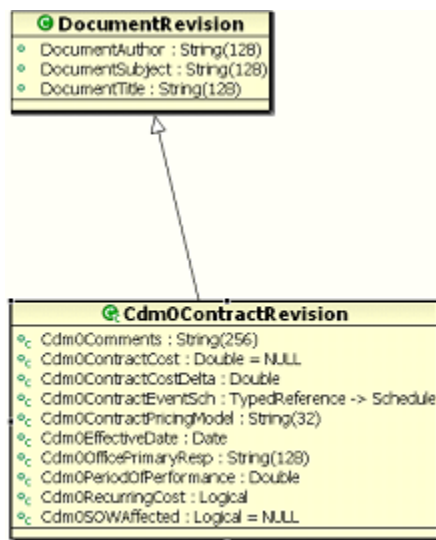 DocumentRevision
DocumentAuthor : String(128)
DocumentSubject : String(128)
DocumentTitle : String(128)
Cdm0ContractRevision
Cdm0Comments : String(256)
Cdm0ContractCost : Double = NULL
Cdm0ContractCostDelta : Double
Cdm0ContractEventSch : TypedReference -> Schedule
Cdm0ContractPricingModel : String(32)
Cdm0EffectiveDate : Date
Cdm0OfficePrimaryResp : String(128)
Cdm0PeriodOfPerformance : Double
Cdm0RecurringCost : Logical
Cdm0SOWAffected : Logical = NULL